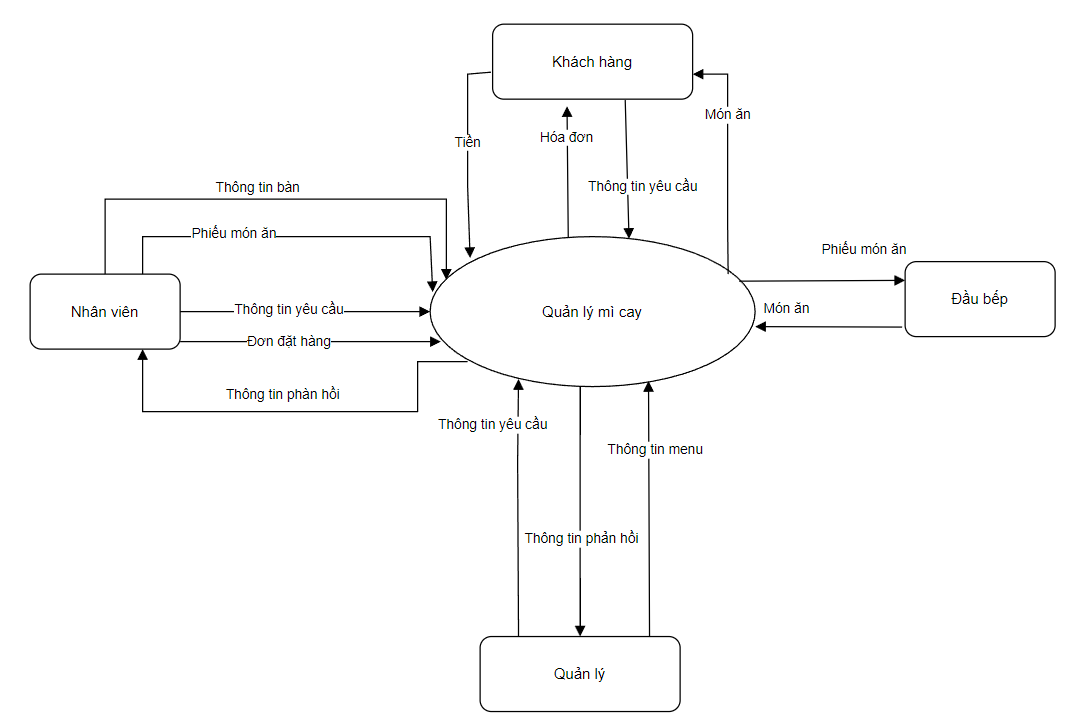 Khách hàng
Món ăn
Tiền
Hóa đơn
Thông tin yêu cầu
Thông tin bàn
Phiếu món ăn
Phiếu món ăn
Nhân viên
Thông tin yêu cầu
Quản lý mì cay
Món ăn
Đầu bếp
Đơn đặt hàng
Thông tin phàn hồi
Thông tin yêu cầu
Thông tin menu
Thông tin phản hồi
Quản lý